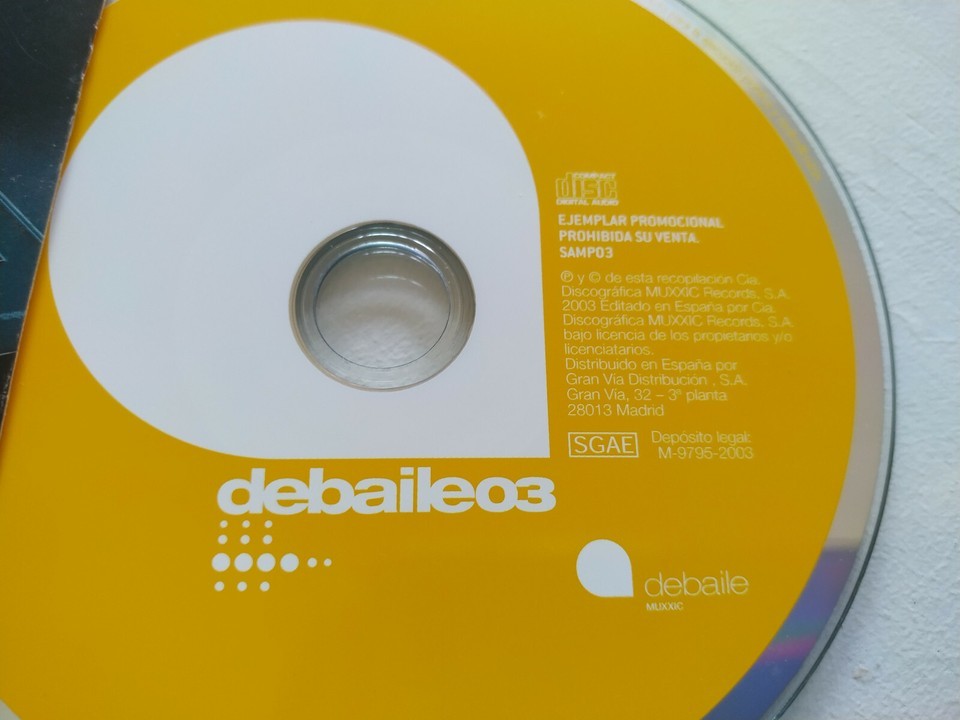 COMPACT
disc
DIGITAL AUDIO
EJEMPLAR PROMOCIONAL
PROHIBIDA SU VENTA.
SAMP03
℗ y © de esta recopilación Cía.
Discográfica MUXXIC Records, S.A.
2003 Editado en España por Cía.
Discográfica MUXXIC Records, S.A.
bajo licencia de los propietarios y/o
licenciatarios.
Distribuido en España por
Gran Vía Distribución , S.A.
Gran Vía, 32 – 3ª planta
28013 Madrid
SGAE
Depósito legal:
M-9795-2003
debaile03
debaile
MUXXIC